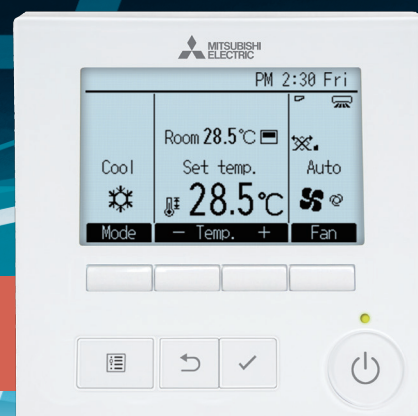 MITSUBISHI
ELECTRIC
PM 2:30 Fri
Room 28.5°C
Cool Set temp. Auto
28.5°C
Mode − Temp. + Fan